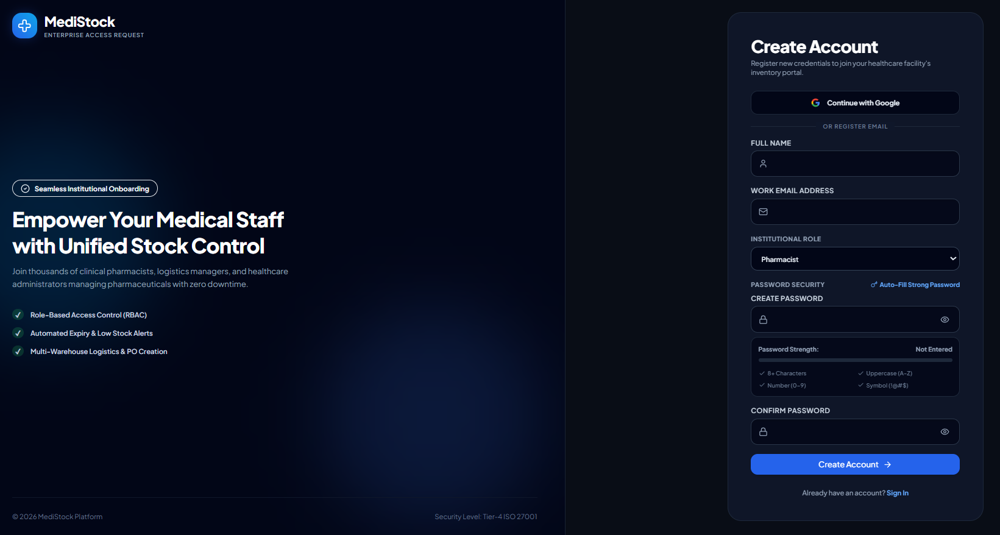 MediStock
ENTERPRISE ACCESS REQUEST
Seamless Institutional Onboarding
Empower Your Medical Staff
with Unified Stock Control
Join thousands of clinical pharmacists, logistics managers, and healthcare
administrators managing pharmaceuticals with zero downtime.
Role-Based Access Control (RBAC)
Automated Expiry & Low Stock Alerts
Multi-Warehouse Logistics & PO Creation
© 2026 MediStock Platform
Security Level: Tier-4 ISO 27001
Create Account
Register new credentials to join your healthcare facility's
inventory portal.
Continue with Google
OR REGISTER EMAIL
FULL NAME
WORK EMAIL ADDRESS
INSTITUTIONAL ROLE
Pharmacist
PASSWORD SECURITY
Auto-Fill Strong Password
CREATE PASSWORD
Password Strength:
Not Entered
8+ Characters
Uppercase (A-Z)
Number (0-9)
Symbol (!@#$)
CONFIRM PASSWORD
Create Account
Already have an account? Sign In